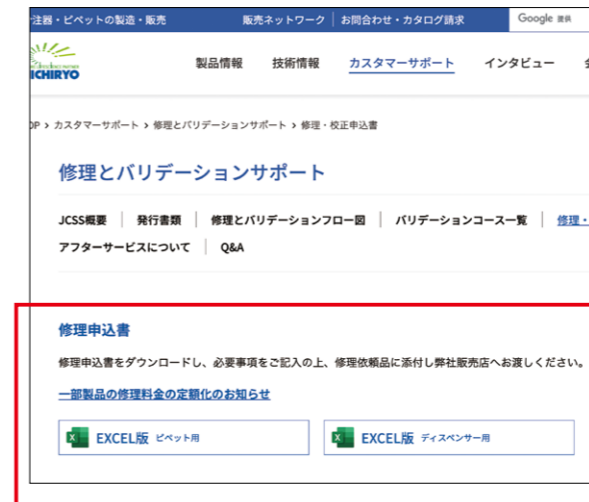 注器・ピペットの製造・販売
販売ネットワーク
お問合わせ・カタログ請求
Google 提供
ICHIRYO
製品情報
技術情報
カスタマーサポート
インタビュー
OP › カスタマーサポート › 修理とバリデーションサポート › 修理・校正申込書
修理とバリデーションサポート
JCSS概要
発行書類
修理とバリデーションフロー図
バリデーションコース一覧
修理・
アフターサービスについて
Q&A
修理申込書
修理申込書をダウンロードし、必要事項をご記入の上、修理依頼品に添付し弊社販売店へお渡しください。
一部製品の修理料金の定額化のお知らせ
EXCEL版 ピペット用
EXCEL版 ディスペンサー用